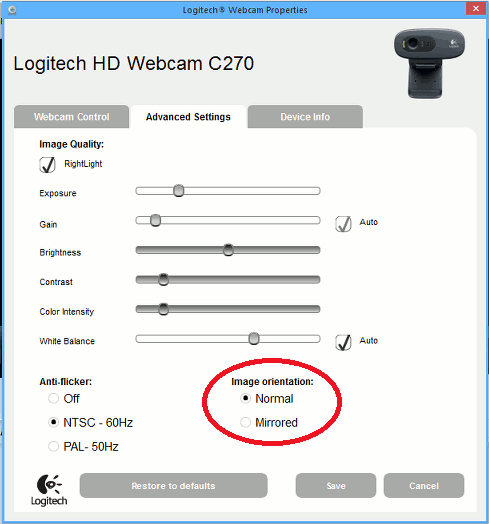 Logitech® Webcam Properties
Logitech HD Webcam C270
Webcam Control
Advanced Settings
Device Info
Image Quality:
RightLight
Exposure
Gain
Auto
Brightness
Contrast
Color Intensity
White Balance
Auto
Anti-flicker:
Off
NTSC - 60Hz
PAL- 50Hz
Image orientation:
Normal
Mirrored
Logitech
Restore to defaults
Save
Cancel